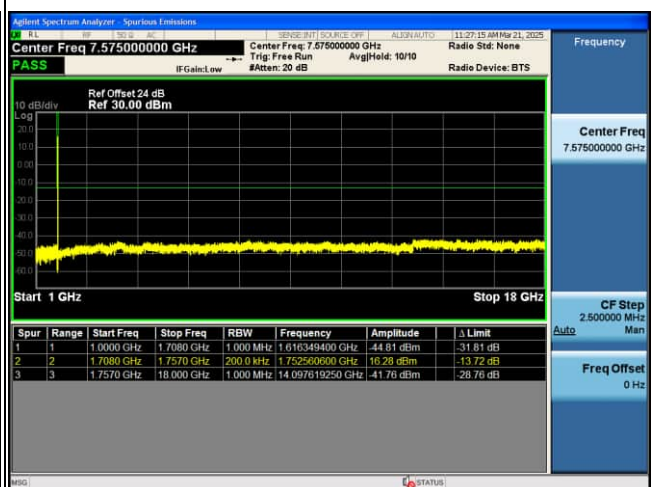 Agilent Spectrum Analyzer - Spurious Emissions
RL RF 50 Ω AC SENSE:INT SOURCE OFF ALIGN AUTO 11:27:15 AM Mar 21, 2025
Center Freq 7.575000000 GHz
Center Freq: 7.575000000 GHz
Radio Std: None
Trig: Free Run Avg|Hold: 10/10
PASS
IFGain:Low
#Atten: 20 dB
Radio Device: BTS
Frequency
Ref Offset 24 dB
10 dB/div Ref 30.00 dBm
Log
20.0
10.0
0.00
-10.0
-20.0
-30.0
-40.0
-50.0
-60.0
Start 1 GHz
Stop 18 GHz
Center Freq
7.575000000 GHz
CF Step
2.500000 MHz
Auto Man
Freq Offset
0 Hz
Spur Range Start Freq Stop Freq RBW Frequency Amplitude Δ Limit
1 1 1.0000 GHz 1.7080 GHz 1.000 MHz 1.616349400 GHz -44.81 dBm -31.81 dB
2 2 1.7080 GHz 1.7570 GHz 200.0 kHz 1.752560600 GHz 16.28 dBm -13.72 dB
3 3 1.7570 GHz 18.000 GHz 1.000 MHz 14.097619250 GHz -41.76 dBm -28.76 dB
MSG
STATUS